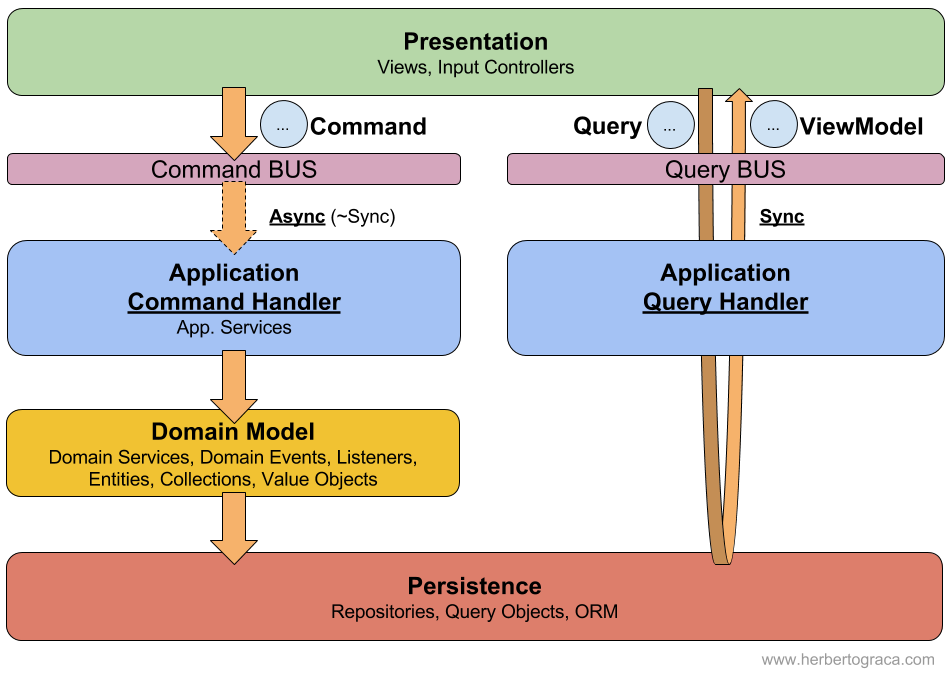 Presentation
Views, Input Controllers
... Command
Query ...
... ViewModel
Command BUS
Query BUS
Async (~Sync)
Sync
Application
Command Handler
App. Services
Application
Query Handler
Domain Model
Domain Services, Domain Events, Listeners,
Entities, Collections, Value Objects
Persistence
Repositories, Query Objects, ORM
www.herbertograca.com